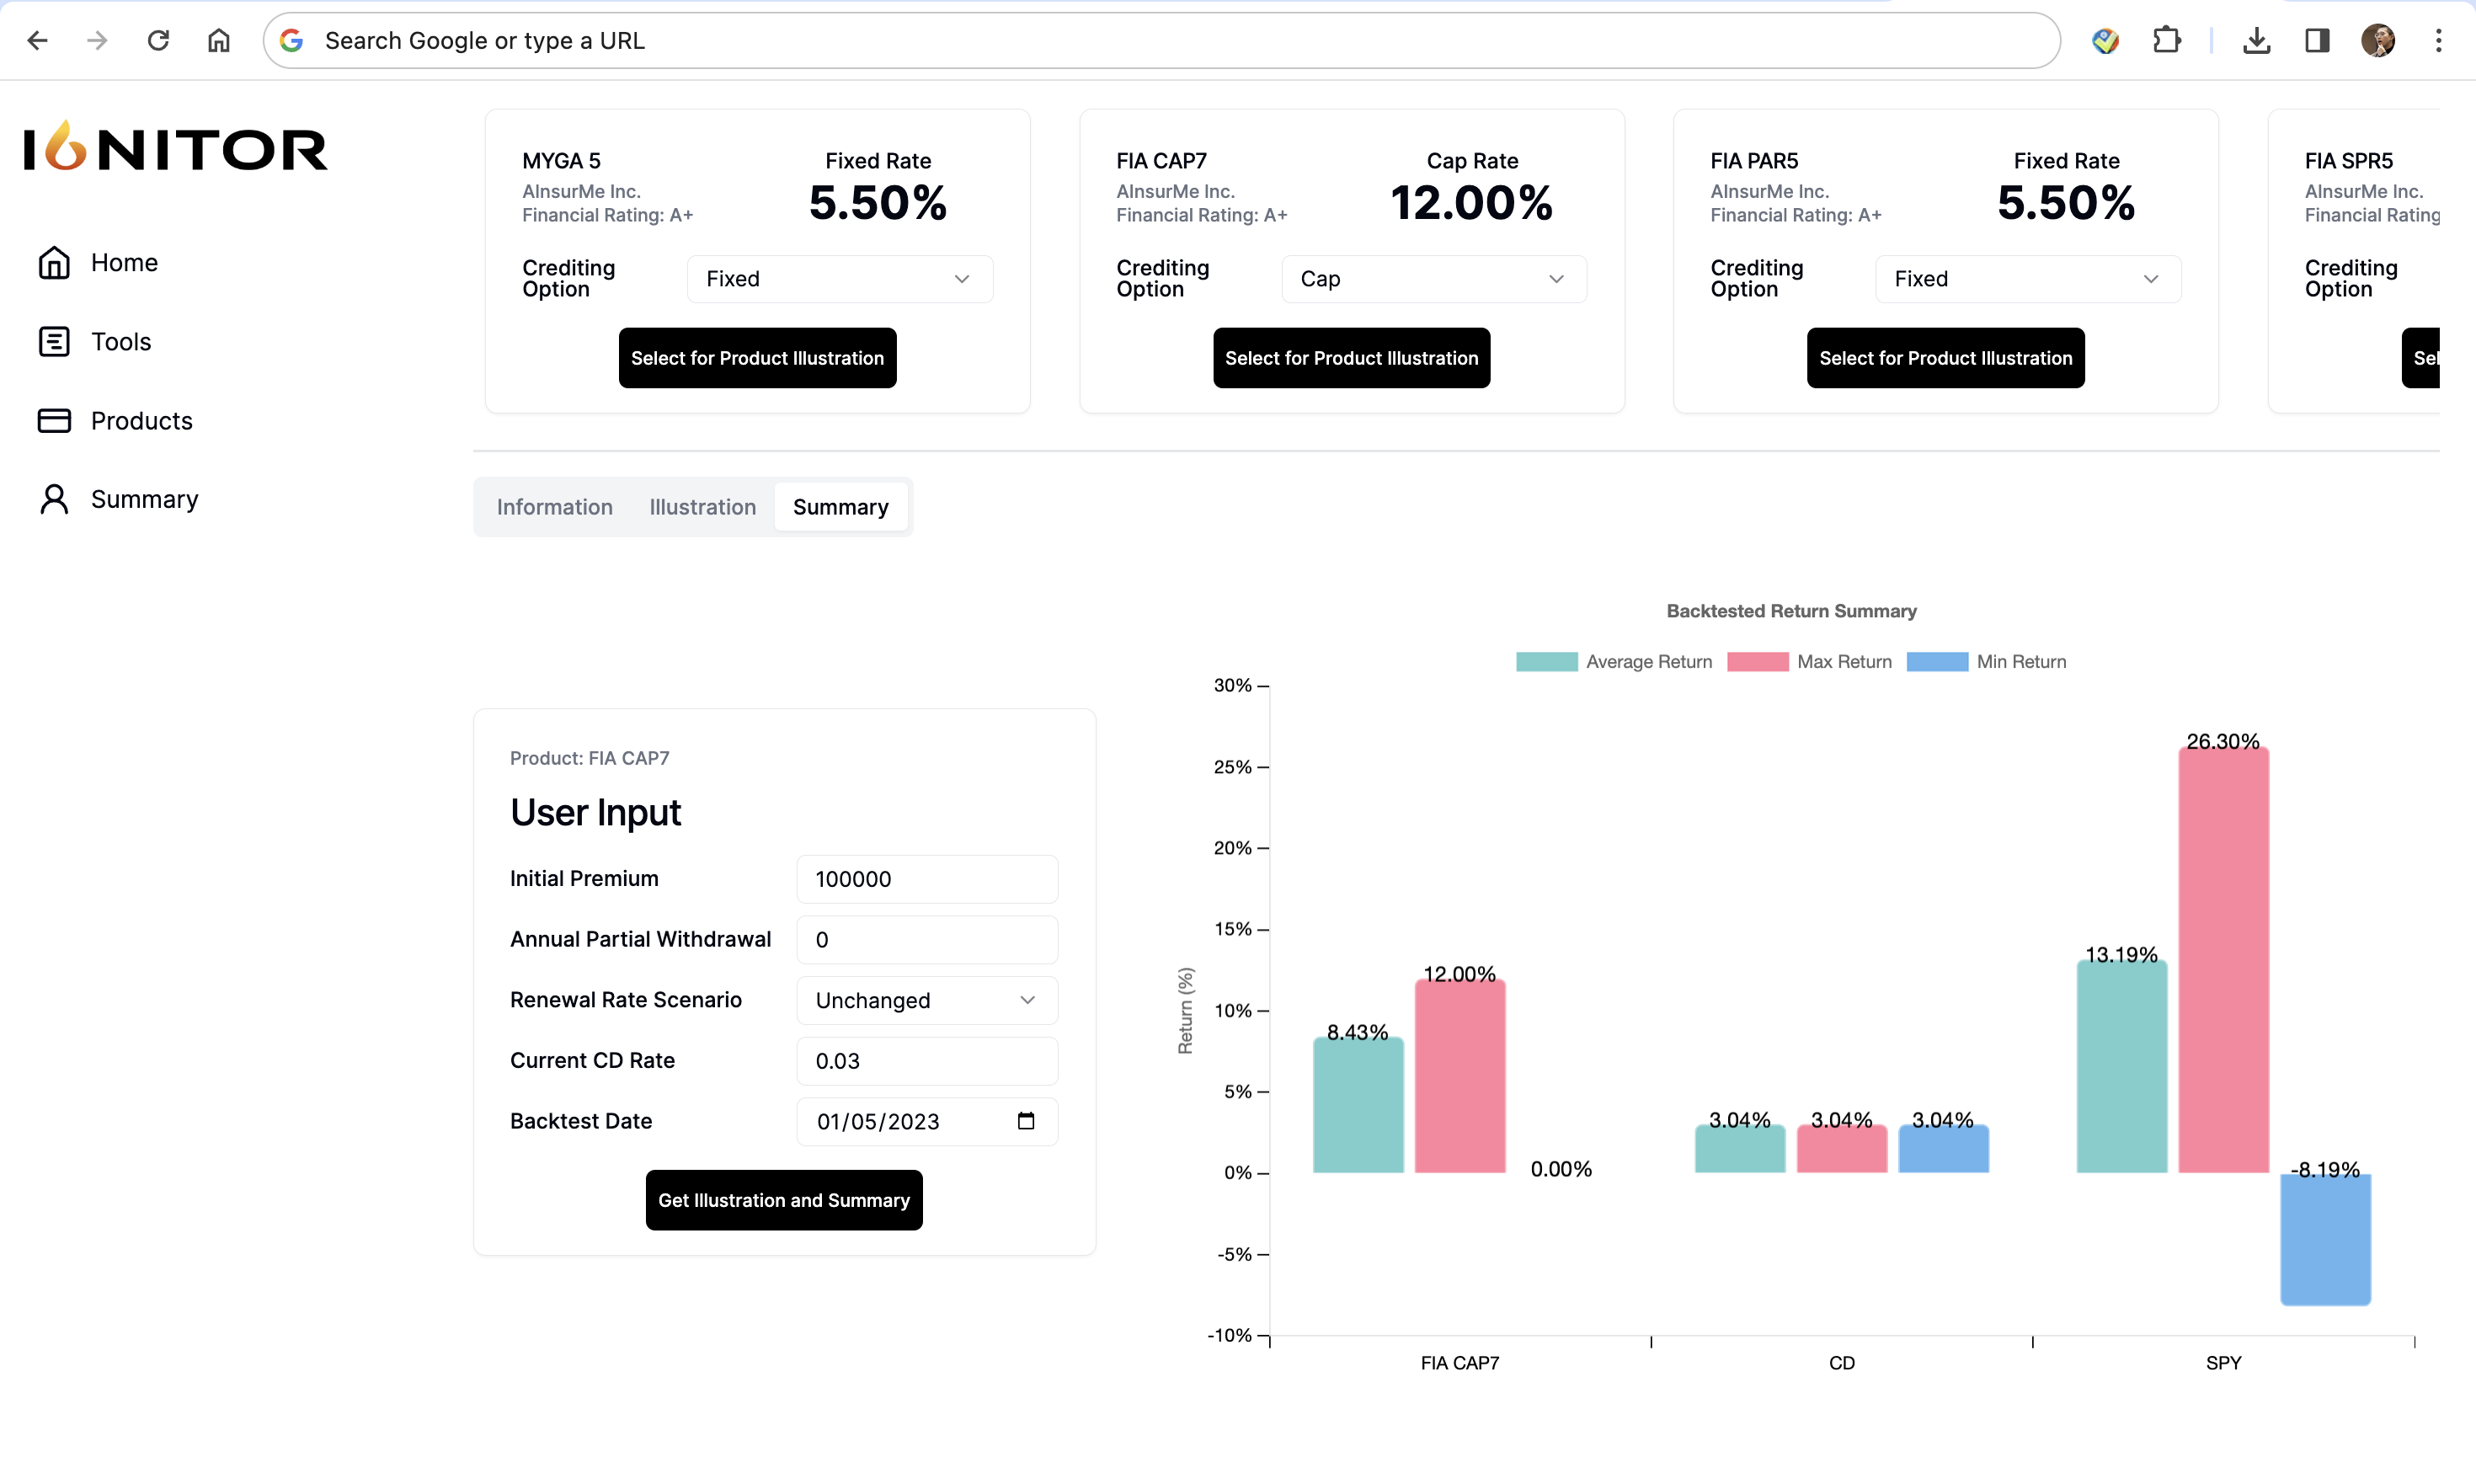 Search Google or type a URL
IGNITOR
Home
Tools
Products
Summary
MYGA 5
AInsurMe Inc.
Financial Rating: A+
Fixed Rate
5.50%
Crediting
Option
Fixed
Select for Product Illustration
FIA CAP7
AInsurMe Inc.
Financial Rating: A+
Cap Rate
12.00%
Crediting
Option
Cap
Select for Product Illustration
FIA PAR5
AInsurMe Inc.
Financial Rating: A+
Fixed Rate
5.50%
Crediting
Option
Fixed
Select for Product Illustration
FIA SPR5
AInsurMe Inc.
Financial Rating
Crediting
Option
Sel
Information Illustration Summary
Product: FIA CAP7
User Input
Initial Premium 100000
Annual Partial Withdrawal 0
Renewal Rate Scenario Unchanged
Current CD Rate 0.03
Backtest Date 01/05/2023
Get Illustration and Summary
Backtested Return Summary
Average Return Max Return Min Return
Return (%)
30%
25%
20%
15%
10%
5%
0%
-5%
-10%
8.43%
12.00%
0.00%
3.04%
3.04%
3.04%
13.19%
26.30%
-8.19%
FIA CAP7 CD SPY